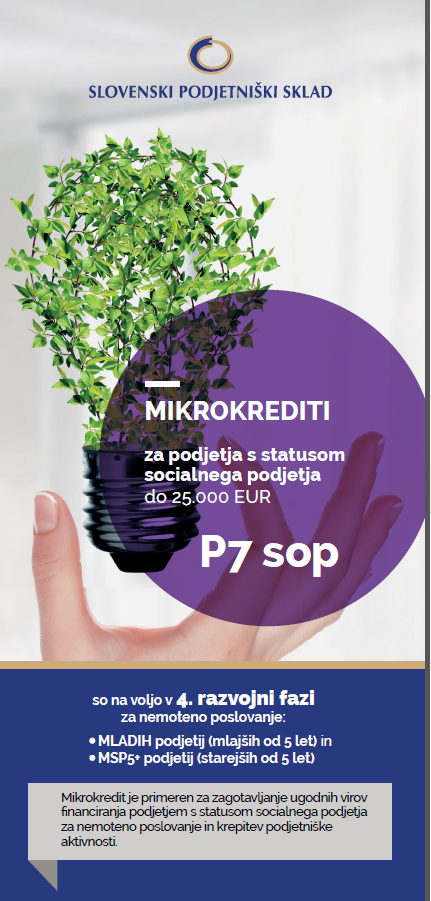 SLOVENSKI PODJETNIŠKI SKLAD
MIKROKREDITI
za podjetja s statusom
socialnega podjetja
do 25.000 EUR
P7 sop
so na voljo v 4. razvojni fazi
za nemoteno poslovanje:
• MLADIH podjetij (mlajših od 5 let) in
• MSP5+ podjetij (starejših od 5 let)
Mikrokredit je primeren za zagotavljanje ugodnih virov
financiranja podjetjem s statusom socialnega podjetja
za nemoteno poslovanje in krepitev podjetniške
aktivnosti.